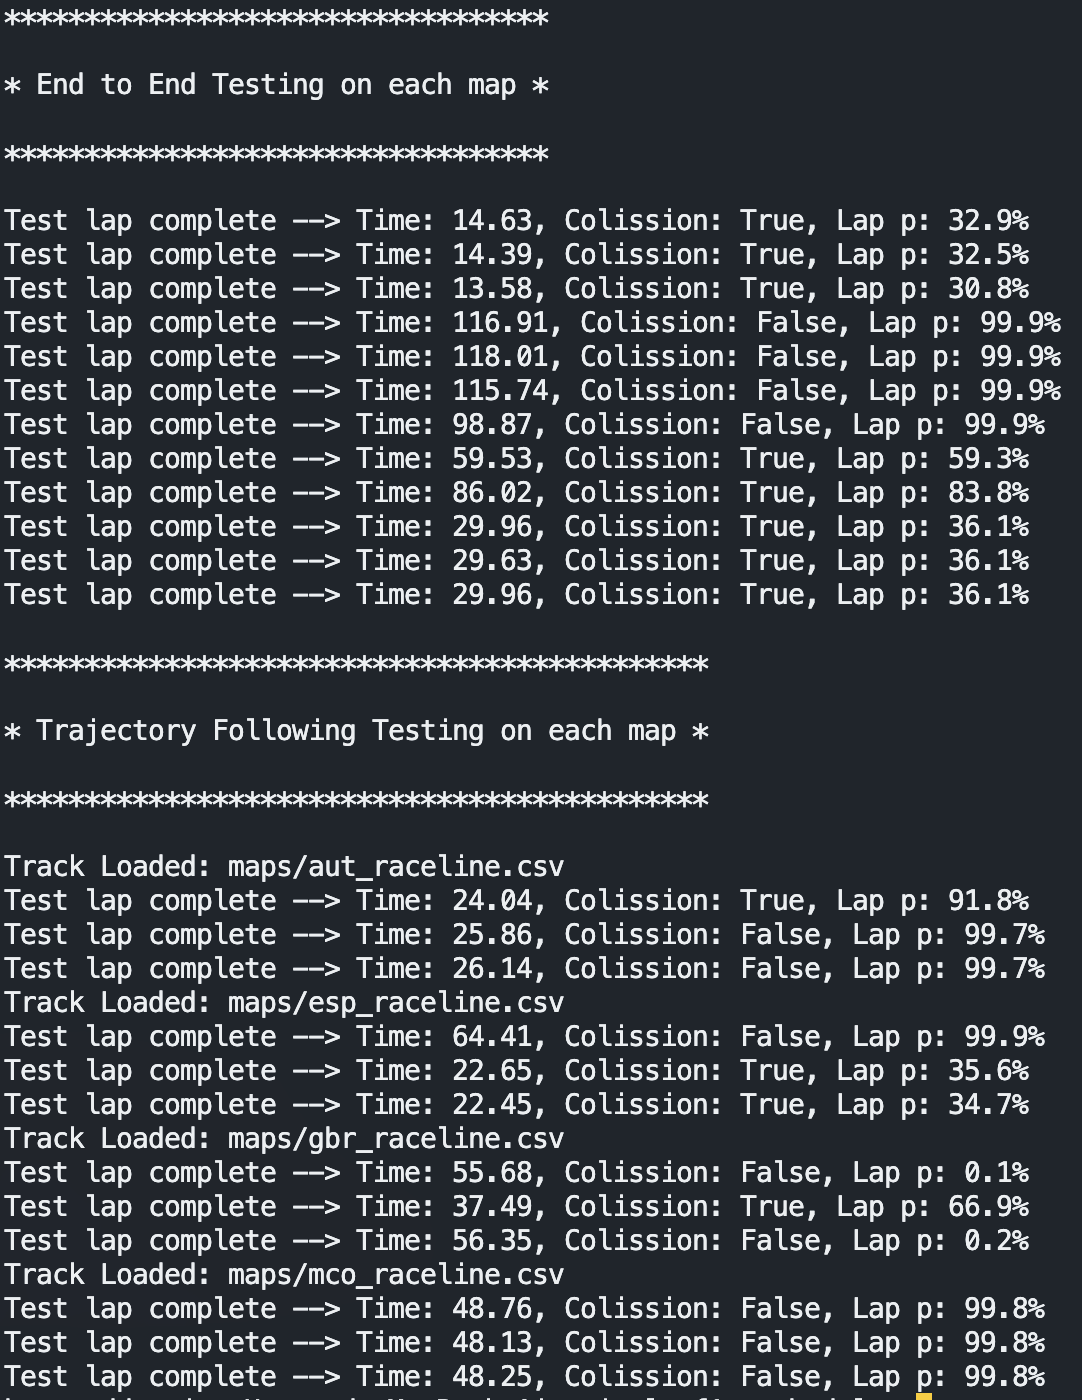 **********************************
* End to End Testing on each map *
**********************************
Test lap complete --> Time: 14.63, Colission: True, Lap p: 32.9%
Test lap complete --> Time: 14.39, Colission: True, Lap p: 32.5%
Test lap complete --> Time: 13.58, Colission: True, Lap p: 30.8%
Test lap complete --> Time: 116.91, Colission: False, Lap p: 99.9%
Test lap complete --> Time: 118.01, Colission: False, Lap p: 99.9%
Test lap complete --> Time: 115.74, Colission: False, Lap p: 99.9%
Test lap complete --> Time: 98.87, Colission: False, Lap p: 99.9%
Test lap complete --> Time: 59.53, Colission: True, Lap p: 59.3%
Test lap complete --> Time: 86.02, Colission: True, Lap p: 83.8%
Test lap complete --> Time: 29.96, Colission: True, Lap p: 36.1%
Test lap complete --> Time: 29.63, Colission: True, Lap p: 36.1%
Test lap complete --> Time: 29.96, Colission: True, Lap p: 36.1%
********************************************
* Trajectory Following Testing on each map *
********************************************
Track Loaded: maps/aut_raceline.csv
Test lap complete --> Time: 24.04, Colission: True, Lap p: 91.8%
Test lap complete --> Time: 25.86, Colission: False, Lap p: 99.7%
Test lap complete --> Time: 26.14, Colission: False, Lap p: 99.7%
Track Loaded: maps/esp_raceline.csv
Test lap complete --> Time: 64.41, Colission: False, Lap p: 99.9%
Test lap complete --> Time: 22.65, Colission: True, Lap p: 35.6%
Test lap complete --> Time: 22.45, Colission: True, Lap p: 34.7%
Track Loaded: maps/gbr_raceline.csv
Test lap complete --> Time: 55.68, Colission: False, Lap p: 0.1%
Test lap complete --> Time: 37.49, Colission: True, Lap p: 66.9%
Test lap complete --> Time: 56.35, Colission: False, Lap p: 0.2%
Track Loaded: maps/mco_raceline.csv
Test lap complete --> Time: 48.76, Colission: False, Lap p: 99.8%
Test lap complete --> Time: 48.13, Colission: False, Lap p: 99.8%
Test lap complete --> Time: 48.25, Colission: False, Lap p: 99.8%